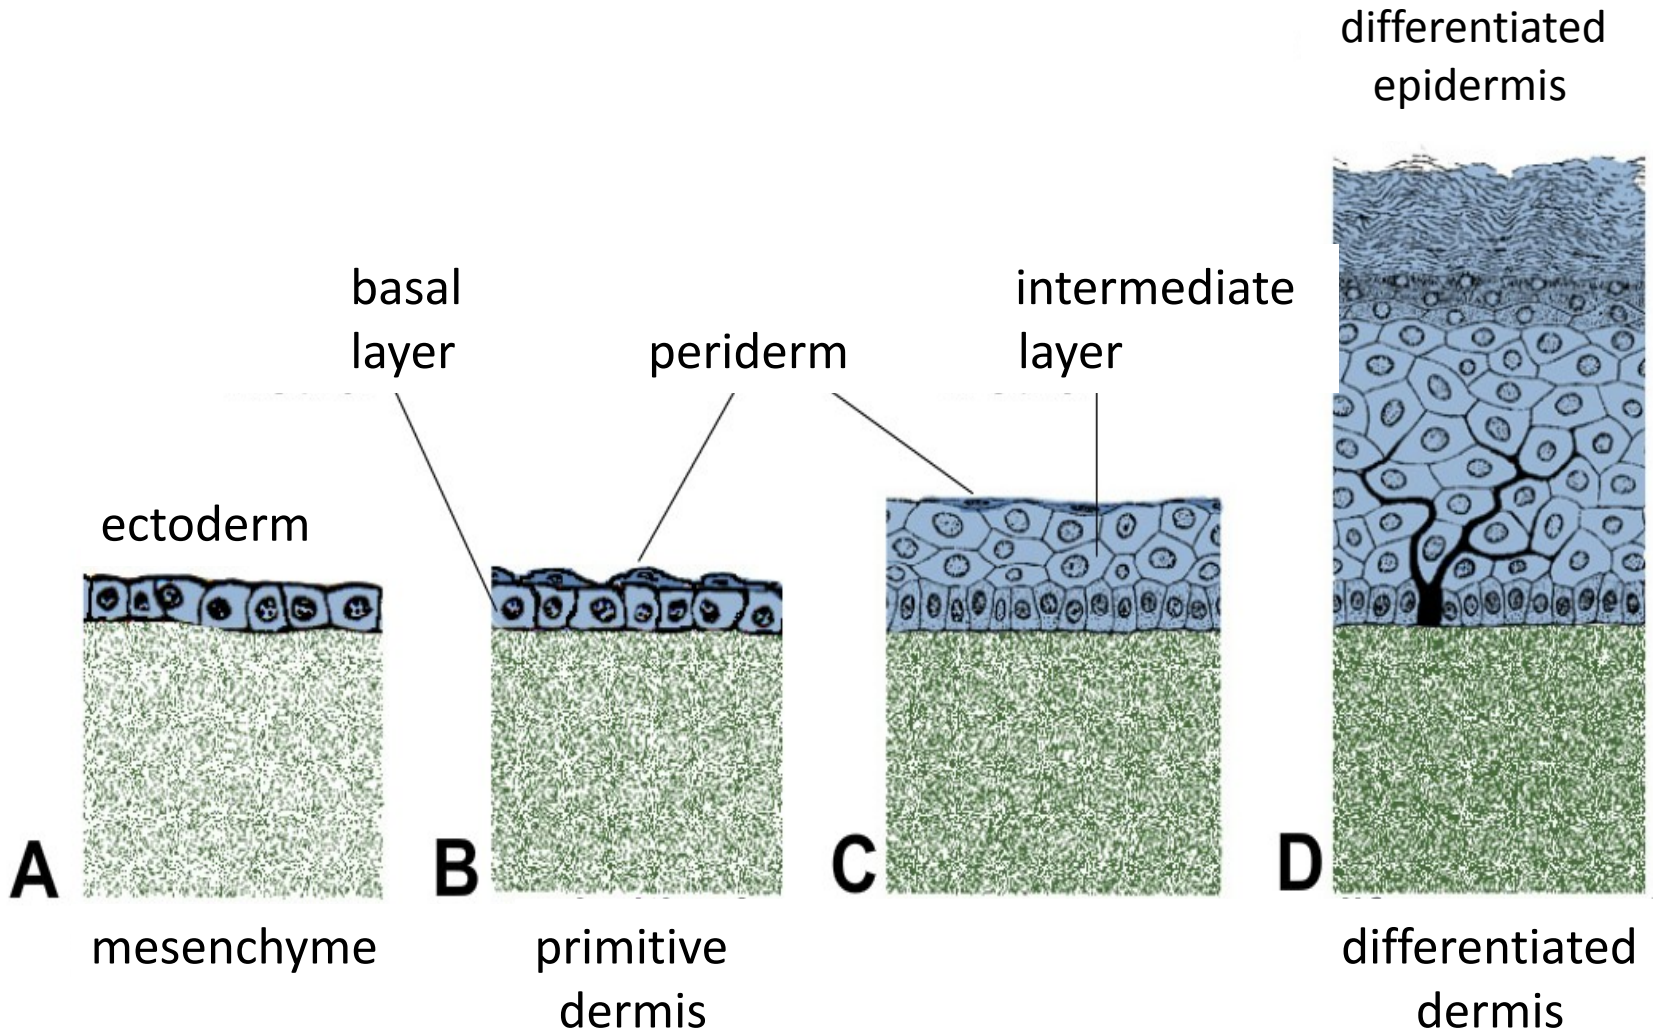 differentiated
epidermis
basal
layer
periderm
intermediate
layer
ectoderm
A
B
C
D
mesenchyme
primitive
dermis
differentiated
dermis